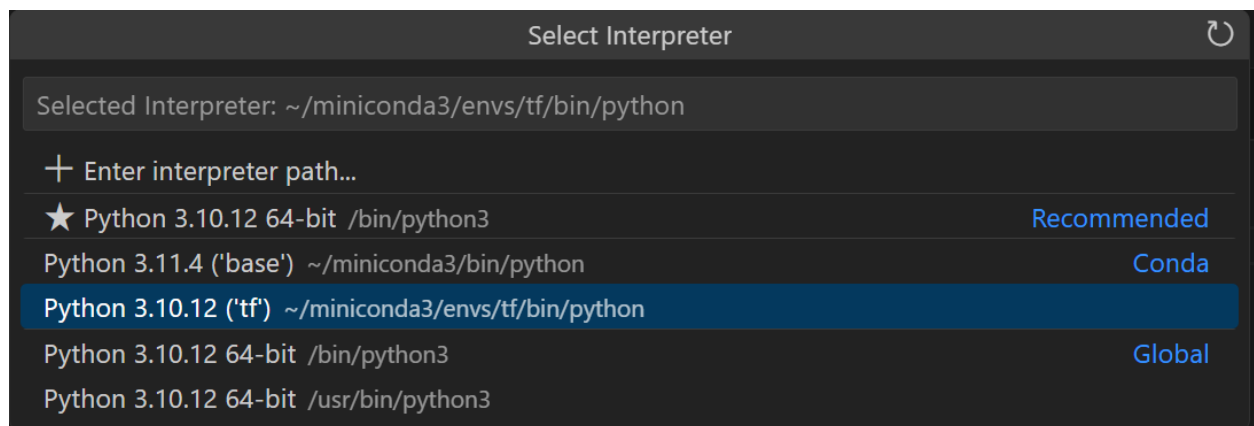 Select Interpreter
Selected Interpreter: ~/miniconda3/envs/tf/bin/python
+ Enter interpreter path...
★ Python 3.10.12 64-bit /bin/python3 Recommended
Python 3.11.4 ('base') ~/miniconda3/bin/python Conda
Python 3.10.12 ('tf') ~/miniconda3/envs/tf/bin/python
Python 3.10.12 64-bit /bin/python3 Global
Python 3.10.12 64-bit /usr/bin/python3